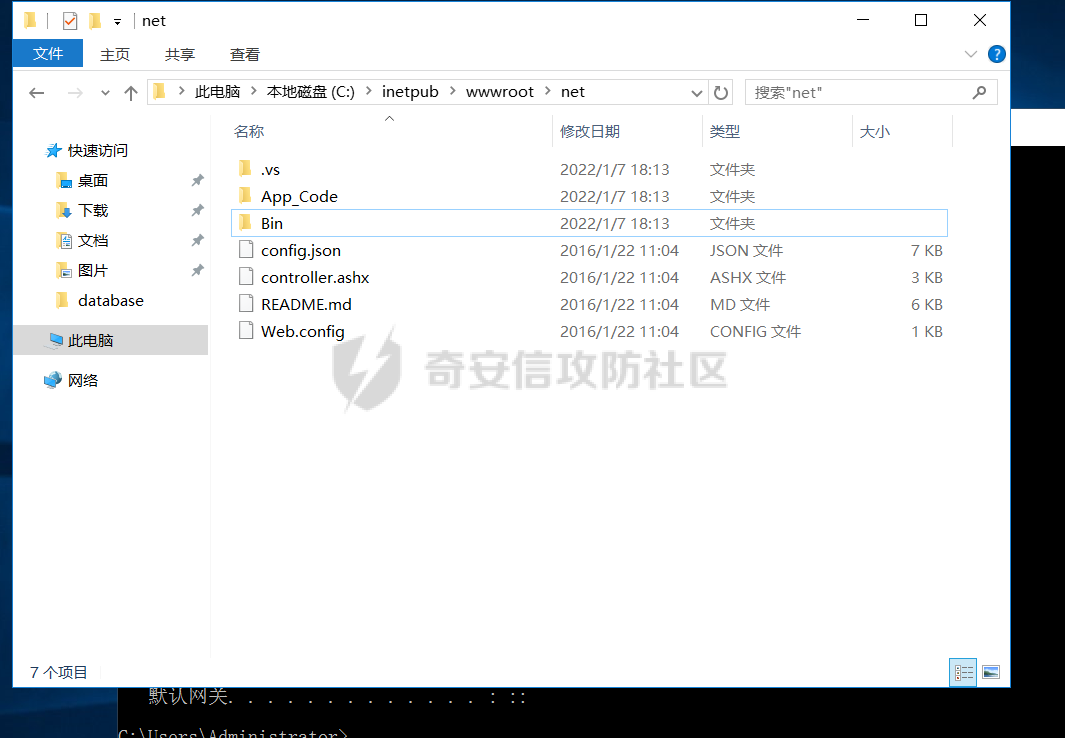 net
文件 主页 共享 查看
此电脑 本地磁盘 (C:) inetpub wwwroot net 搜索"net"
名称 修改日期 类型 大小
快速访问
桌面
下载
文档
图片
database
此电脑
网络
.vs 2022/1/7 18:13 文件夹
App_Code 2022/1/7 18:13 文件夹
Bin 2022/1/7 18:13 文件夹
config.json 2016/1/22 11:04 JSON 文件 7 KB
controller.ashx 2016/1/22 11:04 ASHX 文件 3 KB
README.md 2016/1/22 11:04 MD 文件 6 KB
Web.config 2016/1/22 11:04 CONFIG 文件 1 KB
奇安信攻防社区
7 个项目
默认网关. . . . . . . . . . . . . : ::
C:\Users\Administrator>